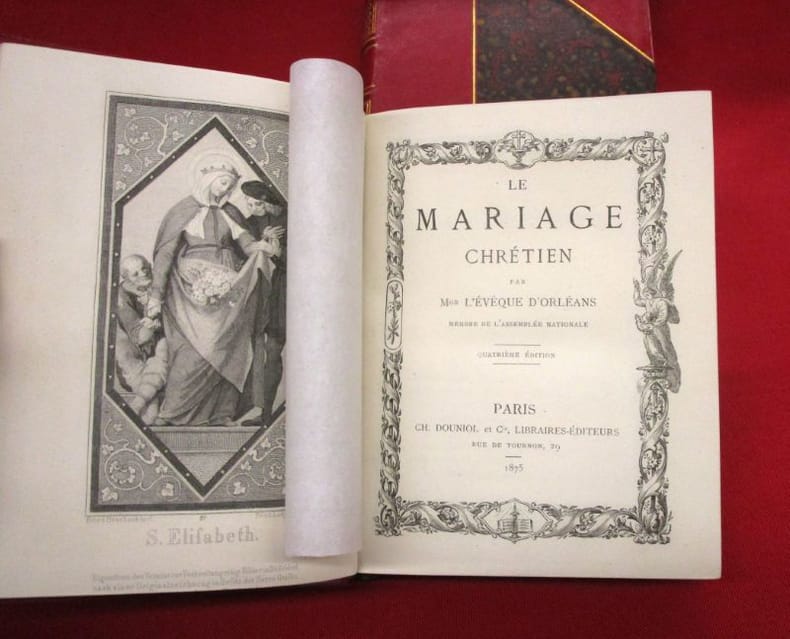 S. Elisabeth.
LE
MARIAGE
CHRÉTIEN
PAR
MGR L'ÉVÊQUE D'ORLÉANS
MEMBRE DE L'ASSEMBLÉE NATIONALE
QUATRIÈME ÉDITION
PARIS
CH. DOUNIOL et Cie, LIBRAIRES-ÉDITEURS
RUE DE TOURNON, 29
1875